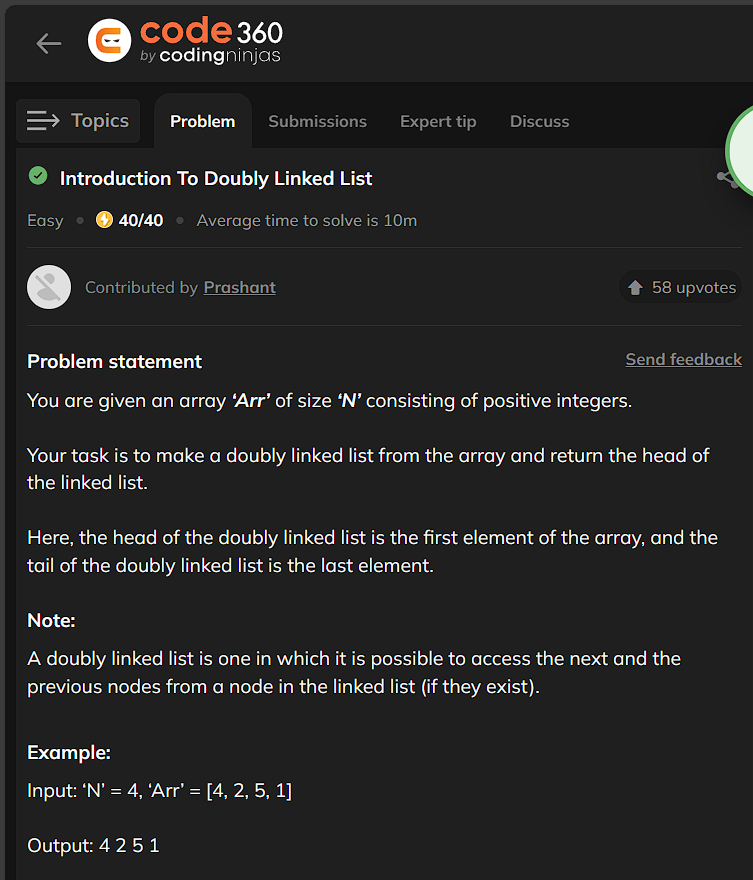 code 360
by codingninjas
Topics Problem Submissions Expert tip Discuss
Introduction To Doubly Linked List
Easy 40/40 Average time to solve is 10m
Contributed by Prashant 58 upvotes
Problem statement Send feedback
You are given an array ‘Arr’ of size ‘N’ consisting of positive integers.
Your task is to make a doubly linked list from the array and return the head of
the linked list.
Here, the head of the doubly linked list is the first element of the array, and the
tail of the doubly linked list is the last element.
Note:
A doubly linked list is one in which it is possible to access the next and the
previous nodes from a node in the linked list (if they exist).
Example:
Input: ‘N’ = 4, ‘Arr’ = [4, 2, 5, 1]
Output: 4 2 5 1